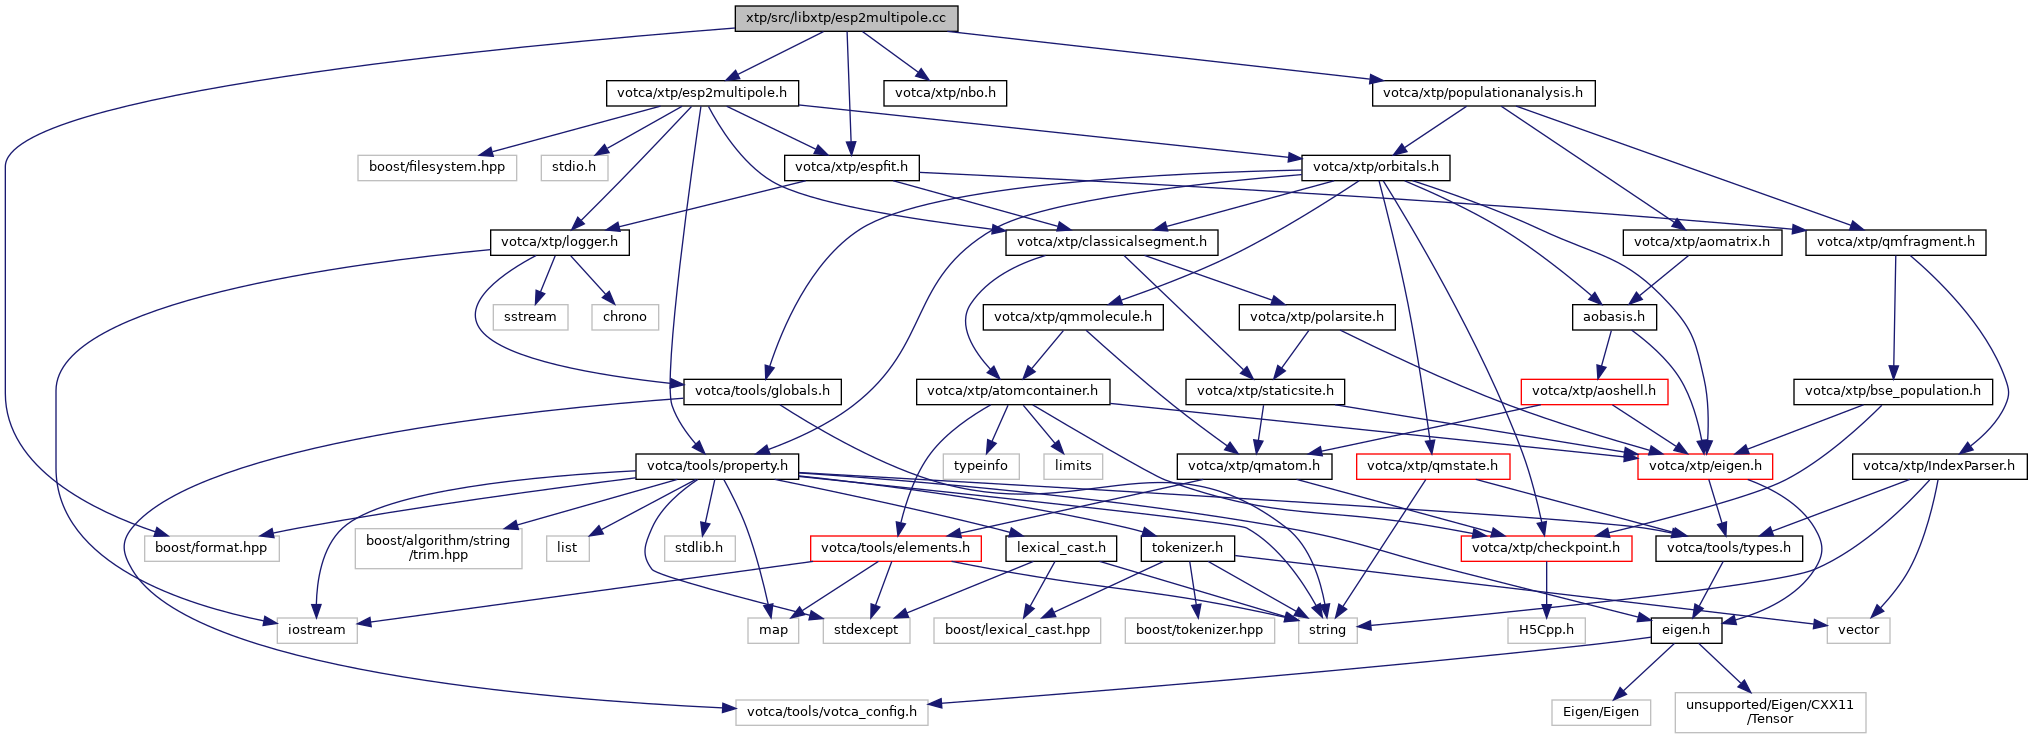 xtp/src/libxtp/esp2multipole.cc
votca/xtp/esp2multipole.h
votca/xtp/nbo.h
votca/xtp/populationanalysis.h
boost/filesystem.hpp
stdio.h
votca/xtp/espfit.h
votca/xtp/orbitals.h
votca/xtp/logger.h
votca/xtp/classicalsegment.h
votca/xtp/aomatrix.h
votca/xtp/qmfragment.h
sstream
chrono
votca/xtp/qmmolecule.h
votca/xtp/polarsite.h
aobasis.h
votca/tools/globals.h
votca/xtp/atomcontainer.h
votca/xtp/staticsite.h
votca/xtp/aoshell.h
votca/xtp/bse_population.h
votca/tools/property.h
typeinfo
limits
votca/xtp/qmatom.h
votca/xtp/qmstate.h
votca/xtp/eigen.h
votca/xtp/IndexParser.h
boost/format.hpp
boost/algorithm/string
/trim.hpp
list
stdlib.h
votca/tools/elements.h
lexical_cast.h
tokenizer.h
votca/xtp/checkpoint.h
votca/tools/types.h
iostream
map
stdexcept
boost/lexical_cast.hpp
boost/tokenizer.hpp
string
H5Cpp.h
eigen.h
vector
votca/tools/votca_config.h
Eigen/Eigen
unsupported/Eigen/CXX11
/Tensor